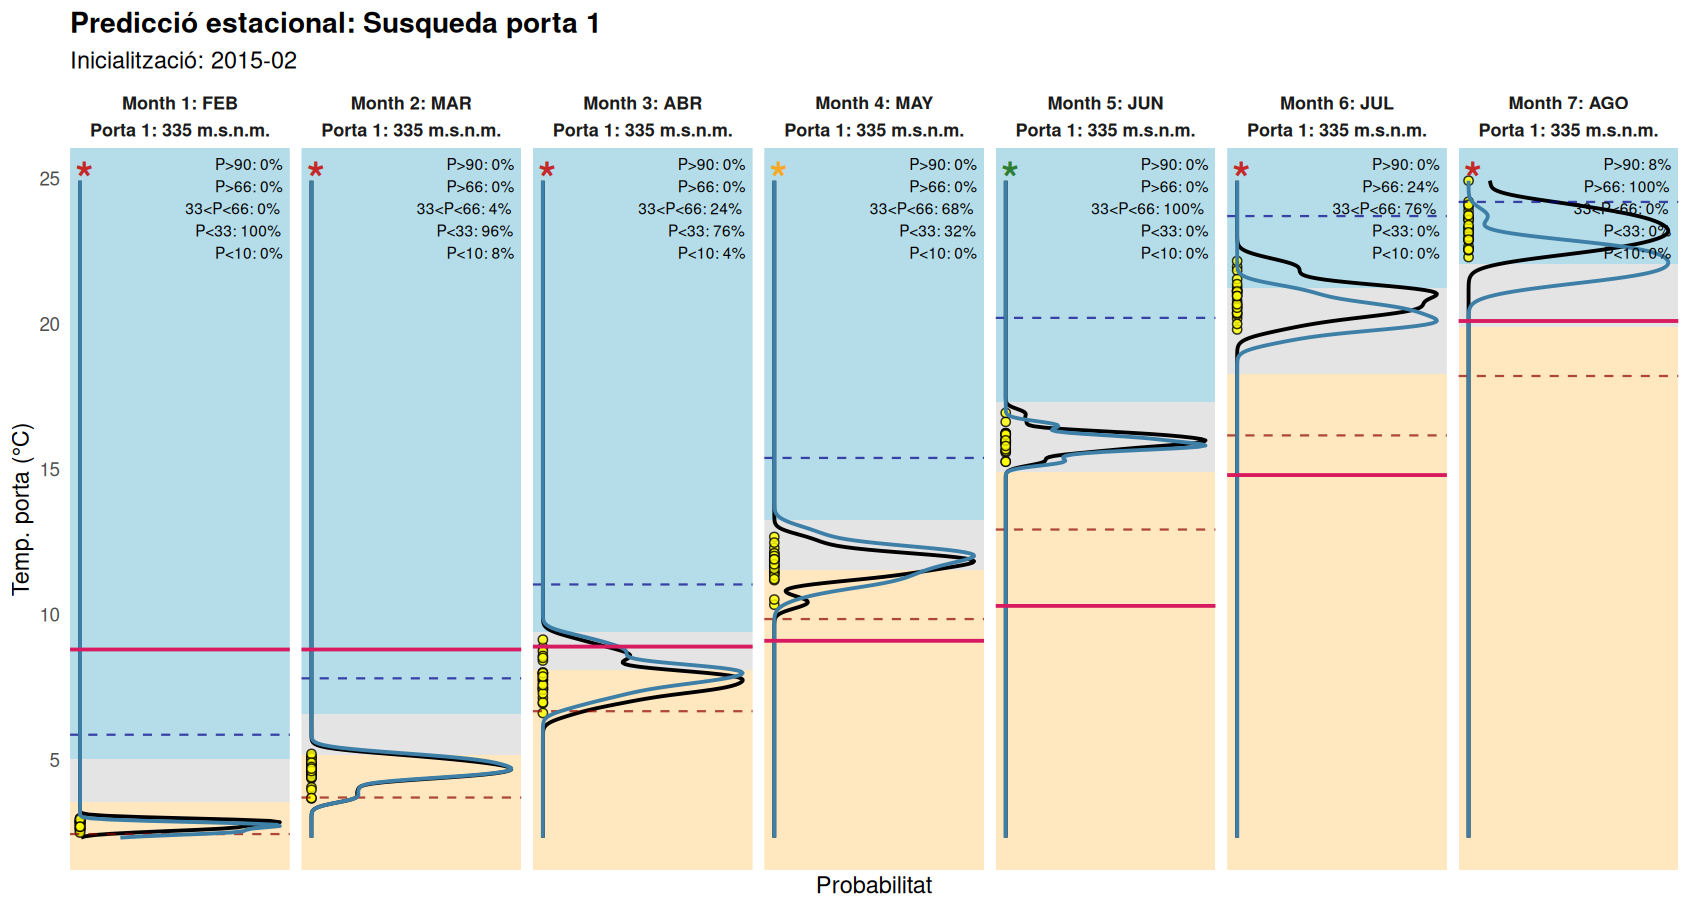 Predicció estacional: Susqueda porta 1
Inicialització: 2015-02
Month 1: FEB
Porta 1: 335 m.s.n.m.
Month 2: MAR
Porta 1: 335 m.s.n.m.
Month 3: ABR
Porta 1: 335 m.s.n.m.
Month 4: MAY
Porta 1: 335 m.s.n.m.
Month 5: JUN
Porta 1: 335 m.s.n.m.
Month 6: JUL
Porta 1: 335 m.s.n.m.
Month 7: AGO
Porta 1: 335 m.s.n.m.
*
P>90: 0%
P>66: 0%
33<P<66: 0%
P<33: 100%
P<10: 0%
*
P>90: 0%
P>66: 0%
33<P<66: 4%
P<33: 96%
P<10: 8%
*
P>90: 0%
P>66: 0%
33<P<66: 24%
P<33: 76%
P<10: 4%
*
P>90: 0%
P>66: 0%
33<P<66: 68%
P<33: 32%
P<10: 0%
*
P>90: 0%
P>66: 0%
33<P<66: 100%
P<33: 0%
P<10: 0%
*
P>90: 0%
P>66: 24%
33<P<66: 76%
P<33: 0%
P<10: 0%
*
P>90: 8%
P>66: 100%
33<P<66: 0%
P<33: 0%
P<10: 0%
25
20
15
10
5
Temp. porta (°C)
Probabilitat